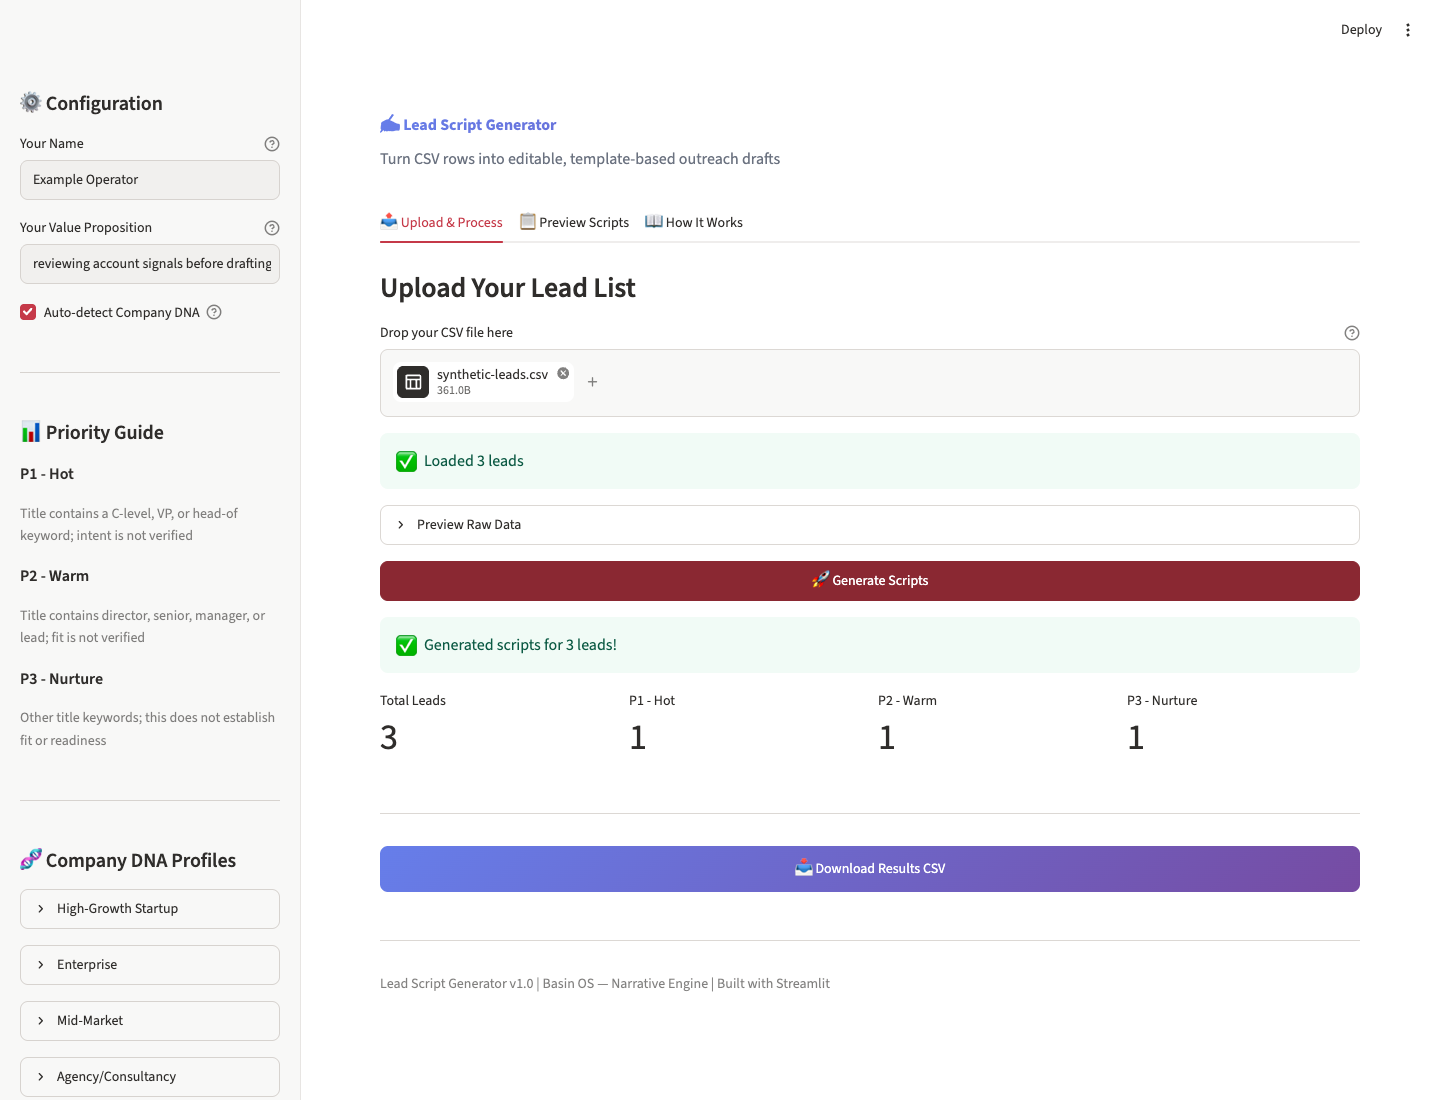 Deploy
Configuration
Your Name
Example Operator
Your Value Proposition
reviewing account signals before drafting
Auto-detect Company DNA
Priority Guide
P1 - Hot
Title contains a C-level, VP, or head-of
keyword; intent is not verified
P2 - Warm
Title contains director, senior, manager, or
lead; fit is not verified
P3 - Nurture
Other title keywords; this does not establish
fit or readiness
Company DNA Profiles
High-Growth Startup
Enterprise
Mid-Market
Agency/Consultancy
Lead Script Generator
Turn CSV rows into editable, template-based outreach drafts
Upload & Process
Preview Scripts
How It Works
Upload Your Lead List
Drop your CSV file here
synthetic-leads.csv
361.0B
Loaded 3 leads
Preview Raw Data
Generate Scripts
Generated scripts for 3 leads!
Total Leads
3
P1 - Hot
1
P2 - Warm
1
P3 - Nurture
1
Download Results CSV
Lead Script Generator v1.0 | Basin OS — Narrative Engine | Built with Streamlit